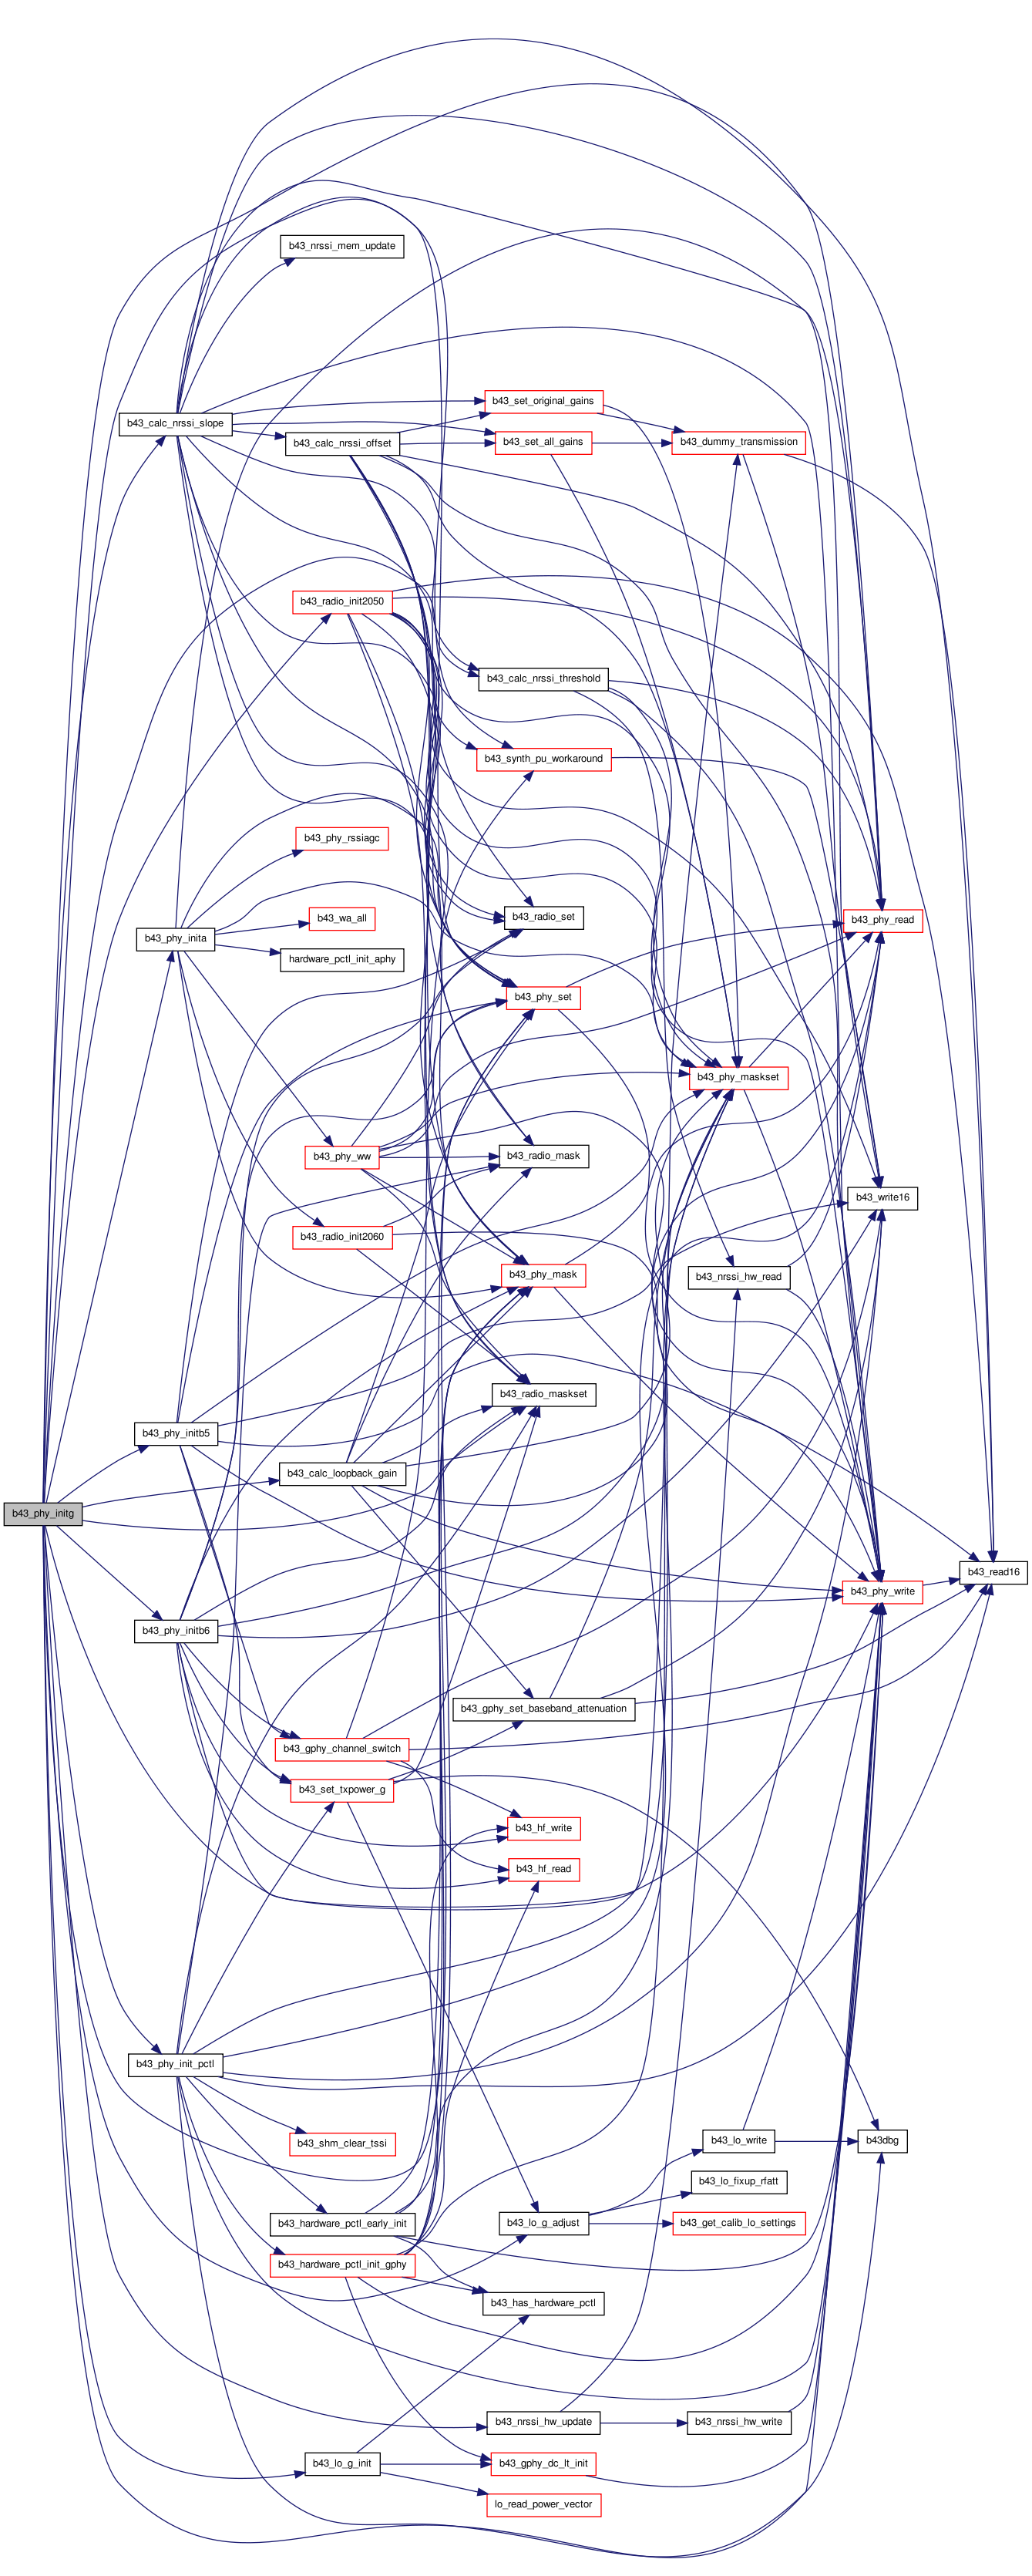 b43_nrssi_mem_update
b43_set_original_gains
b43_calc_nrssi_slope
b43_calc_nrssi_offset
b43_set_all_gains
b43_dummy_transmission
b43_radio_init2050
b43_calc_nrssi_threshold
b43_synth_pu_workaround
b43_phy_rssiagc
b43_wa_all
b43_radio_set
b43_phy_read
b43_phy_inita
hardware_pctl_init_aphy
b43_phy_set
b43_phy_maskset
b43_phy_ww
b43_radio_mask
b43_write16
b43_radio_init2060
b43_phy_mask
b43_nrssi_hw_read
b43_radio_maskset
b43_phy_initb5
b43_calc_loopback_gain
b43_phy_initg
b43_read16
b43_phy_write
b43_phy_initb6
b43_gphy_set_baseband_attenuation
b43_gphy_channel_switch
b43_set_txpower_g
b43_hf_write
b43_hf_read
b43_phy_init_pctl
b43_shm_clear_tssi
b43_lo_write
b43dbg
b43_lo_fixup_rfatt
b43_hardware_pctl_early_init
b43_lo_g_adjust
b43_get_calib_lo_settings
b43_hardware_pctl_init_gphy
b43_has_hardware_pctl
b43_nrssi_hw_update
b43_nrssi_hw_write
b43_lo_g_init
b43_gphy_dc_lt_init
lo_read_power_vector